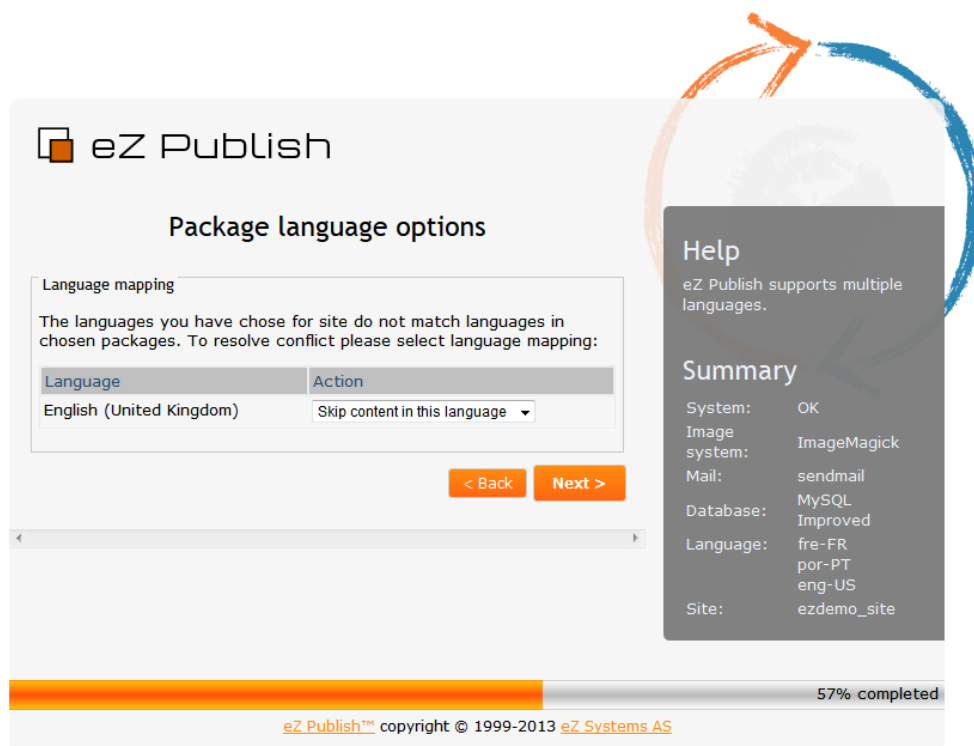 eZ Publish
Package language options
Language mapping
The languages you have chose for site do not match languages in
chosen packages. To resolve conflict please select language mapping:
Language Action
English (United Kingdom) Skip content in this language
< Back Next >
Help
eZ Publish supports multiple
languages.
Summary
System: OK
Image
system: ImageMagick
Mail: sendmail
Database: MySQL
Improved
Language: fre-FR
por-PT
eng-US
Site: ezdemo_site
57% completed
eZ Publish™ copyright © 1999-2013 eZ Systems AS